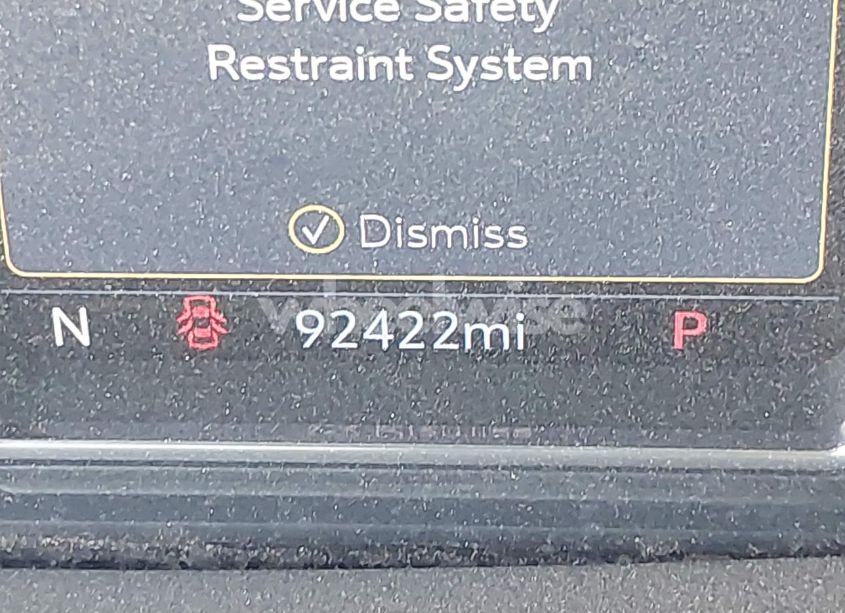 Service Safety
Restraint System
Dismiss
N 92422mi P